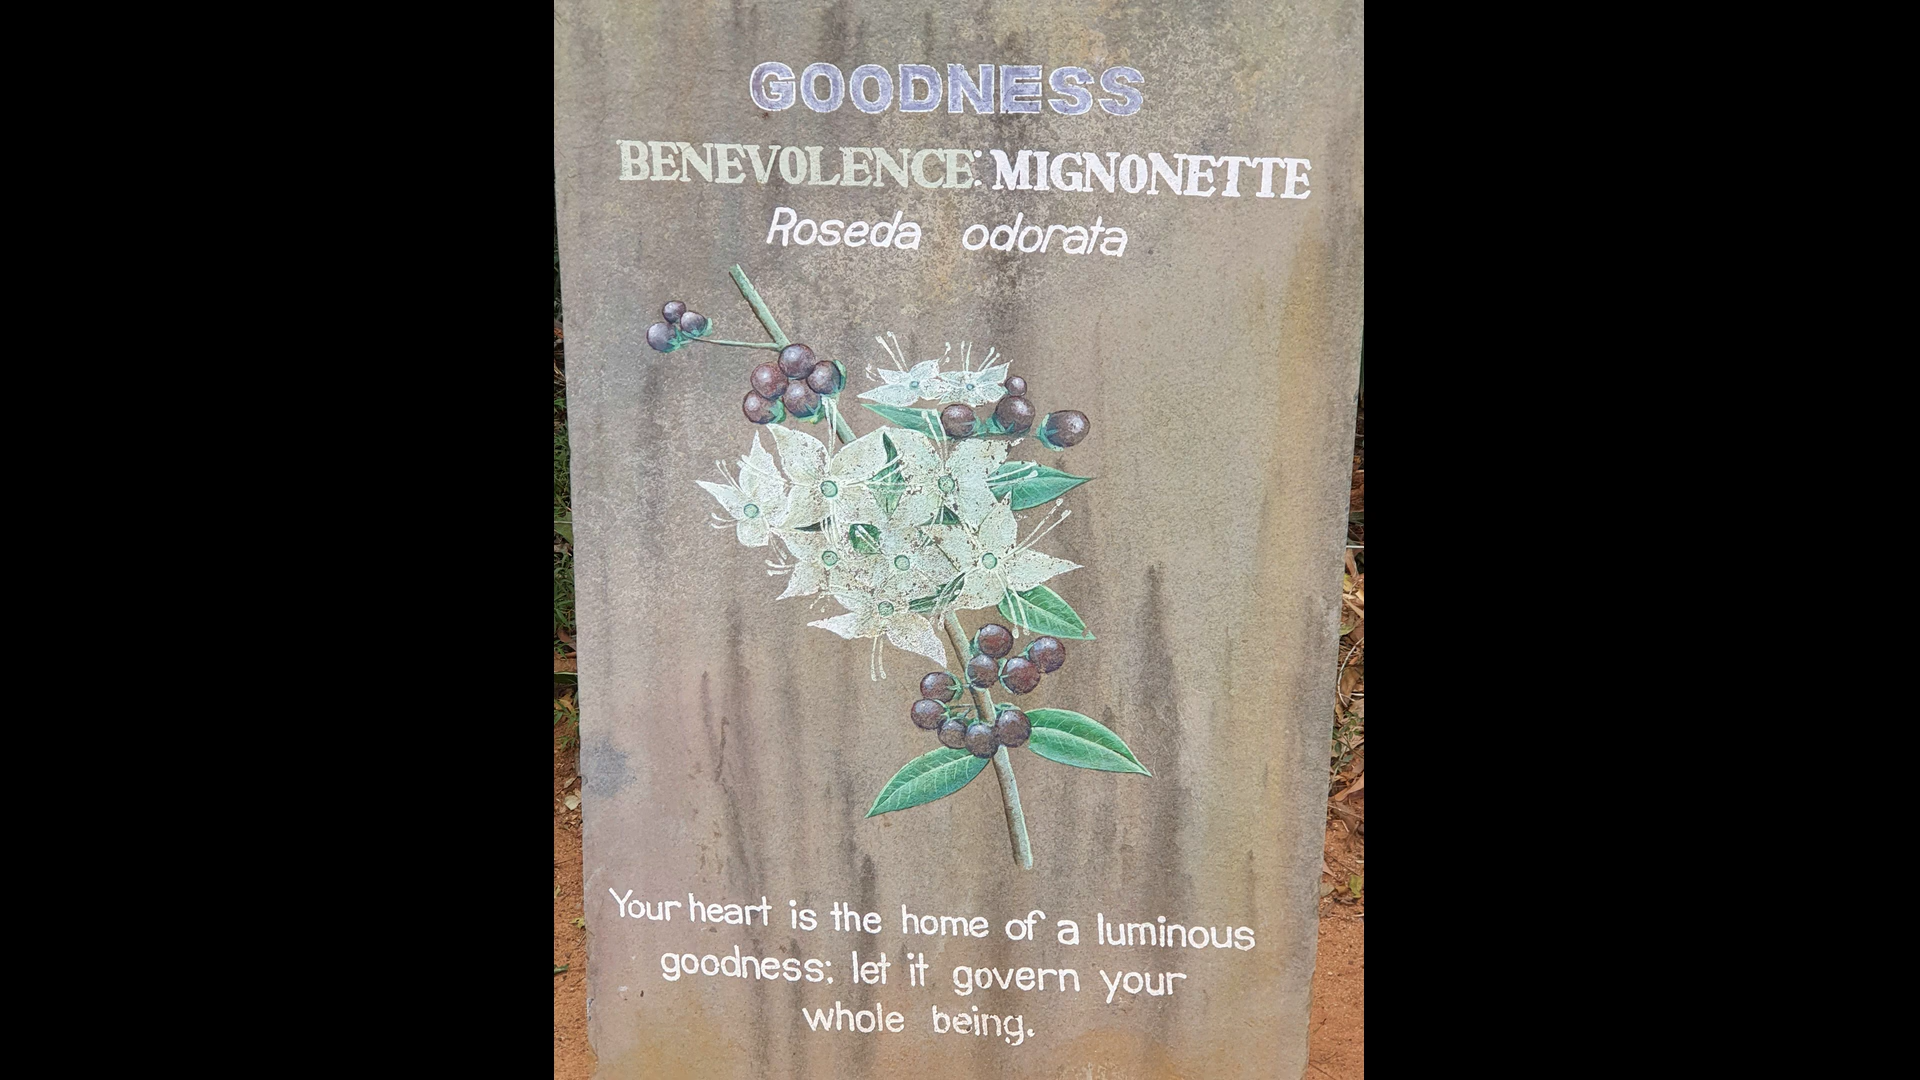 GOODNESS
BENEVOLENCE: MIGNONETTE
Roseda odorata
Your heart is the home of a luminous
goodness; let it govern your
whole being.